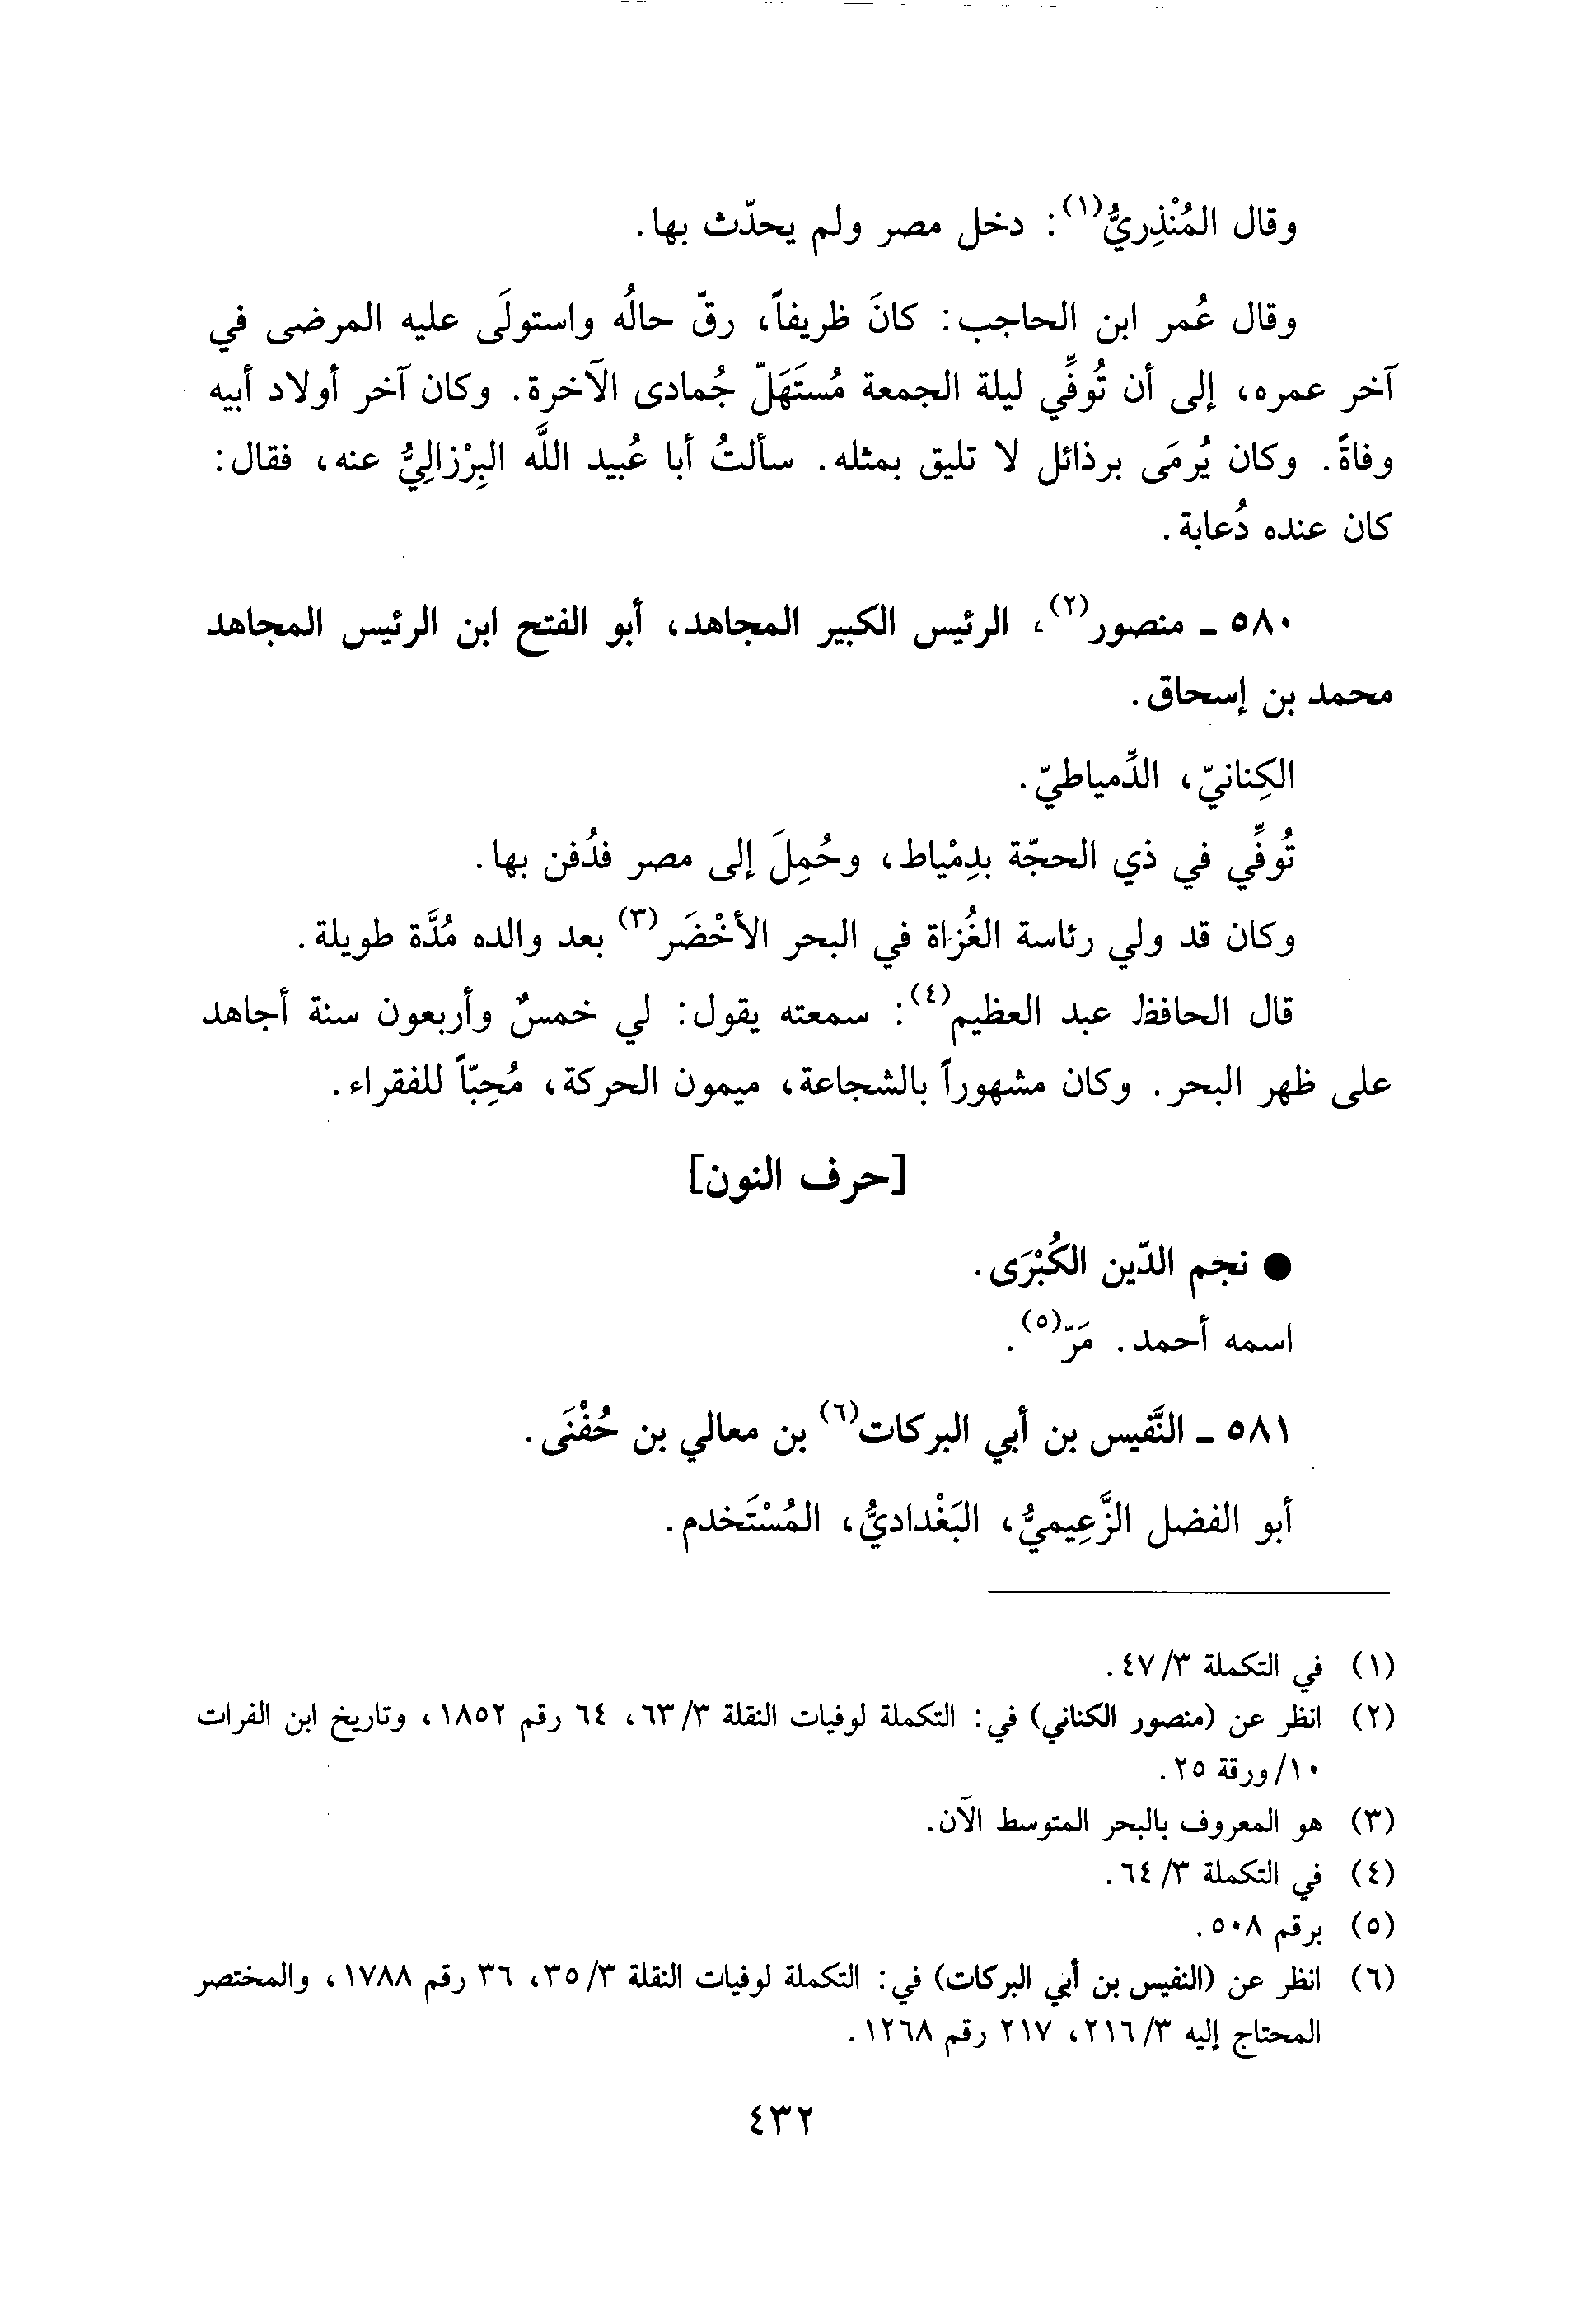 وقال المُنْذِريُّ(١): دخل مصر ولم يحدّث بها.
وقال عُمر ابن الحاجب: كانَ ظريفاً، رقّ حالُه واستولَى عليه المرضى في
آخر عمره، إلى أن تُوفِّي ليلة الجمعة مُستَهَلّ جُمادى الآخرة. وكان آخر أولاد أبيه
وفاةً. وكان يُرمَى برذائل لا تليق بمثله. سألتُ أبا عُبيد اللَّه البِرْزالِيُّ عنه، فقال:
كان عنده دُعابة.
٥٨٠ ـ منصور(٢)، الرئيس الكبير المجاهد، أبو الفتح ابن الرئيس المجاهد
محمد بن إسحاق.
الكِنانيّ، الدِّمياطيّ.
تُوفِّي في ذي الحجّة بدِمْياط، وحُمِلَ إلى مصر فدُفن بها.
وكان قد ولي رئاسة الغُزاة في البحر الأخْضَر(٣) بعد والده مُدَّة طويلة.
قال الحافظ عبد العظيم(٤): سمعته يقول: لي خمسٌ وأربعون سنة أجاهد
على ظهر البحر. وكان مشهوراً بالشجاعة، ميمون الحركة، مُحِبّاً للفقراء.
[حرف النون]
● نجم الدّين الكُبْرَى.
اسمه أحمد. مَرّ(٥).
٥٨١ ـ النَّفيس بن أبي البركات(٦) بن معالي بن حُفْنَى.
أبو الفضل الزَّعِيميُّ، البَغْداديُّ، المُسْتَخدم.
(١) في التكملة ٤٧/٣.
(٢) انظر عن (منصور الكناني) في: التكملة لوفيات النقلة ٦٣/٣، ٦٤ رقم ١٨٥٢، وتاريخ ابن الفرات
١٠/ورقة ٢٥.
(٣) هو المعروف بالبحر المتوسط الآن.
(٤) في التكملة ٦٤/٣.
(٥) برقم ٥٠٨.
(٦) انظر عن (النفيس بن أبي البركات) في: التكملة لوفيات النقلة ٣٥/٣، ٣٦ رقم ١٧٨٨، والمختصر
المحتاج إليه ٢١٦/٣، ٢١٧ رقم ١٢٦٨.
٤٣٢